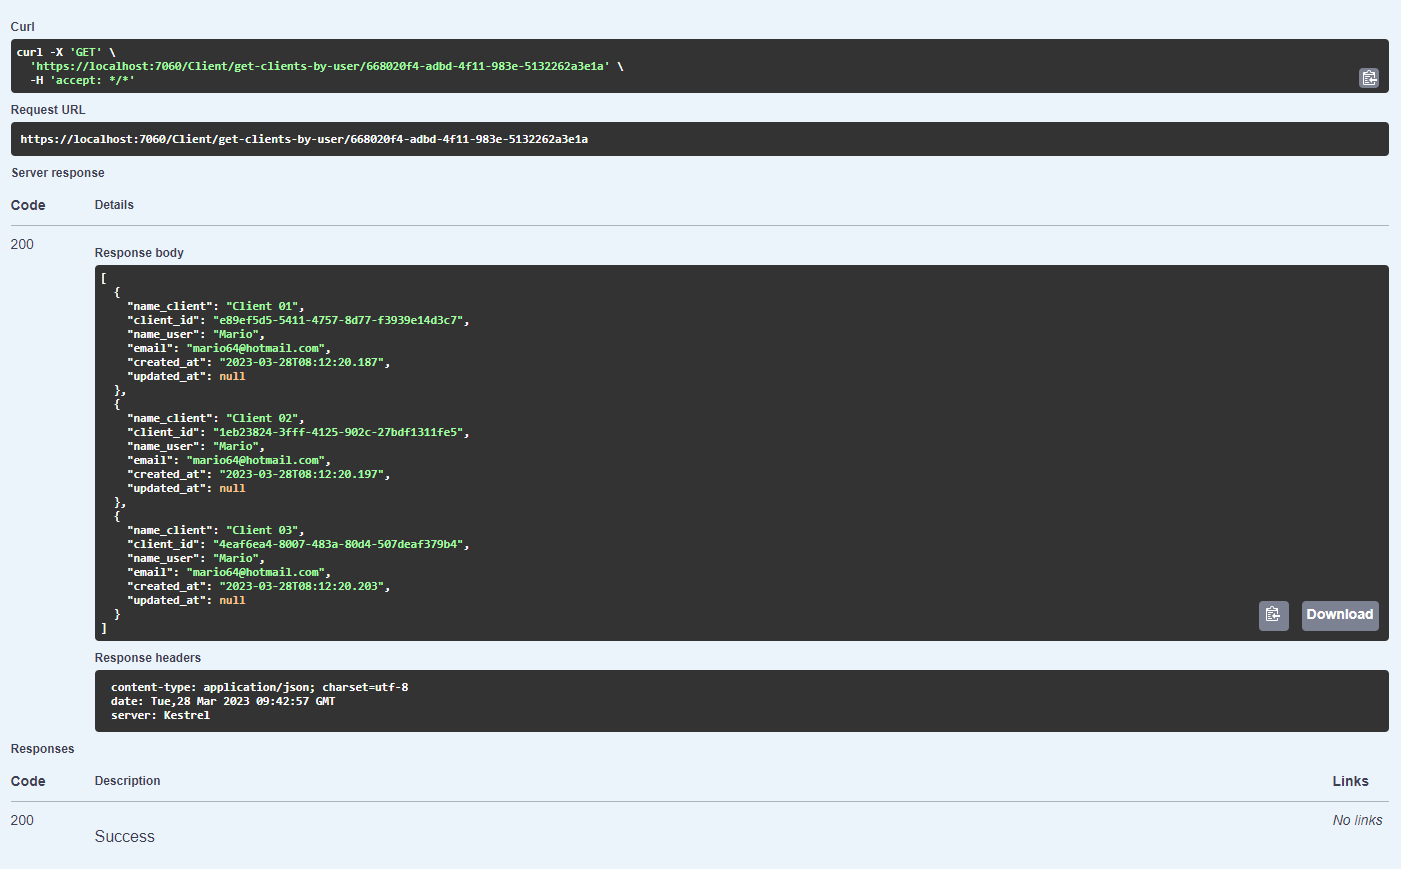 Curl
curl -X 'GET' \
  'https://localhost:7060/Client/get-clients-by-user/668020f4-adbd-4f11-983e-5132262a3e1a' \
  -H 'accept: */*'
Request URL
https://localhost:7060/Client/get-clients-by-user/668020f4-adbd-4f11-983e-5132262a3e1a
Server response
Code Details
200
Response body
[
  {
    "name_client": "Client 01",
    "client_id": "e89ef5d5-5411-4757-8d77-f3939e14d3c7",
    "name_user": "Mario",
    "email": "mario64@hotmail.com",
    "created_at": "2023-03-28T08:12:20.187",
    "updated_at": null
  },
  {
    "name_client": "Client 02",
    "client_id": "1eb23824-3fff-4125-902c-27bdf1311fe5",
    "name_user": "Mario",
    "email": "mario64@hotmail.com",
    "created_at": "2023-03-28T08:12:20.197",
    "updated_at": null
  },
  {
    "name_client": "Client 03",
    "client_id": "4eaf6ea4-8007-483a-80d4-507deaf379b4",
    "name_user": "Mario",
    "email": "mario64@hotmail.com",
    "created_at": "2023-03-28T08:12:20.203",
    "updated_at": null
  }
]
Download
Response headers
content-type: application/json; charset=utf-8
date: Tue,28 Mar 2023 09:42:57 GMT
server: Kestrel
Responses
Code Description Links
200 No links
Success